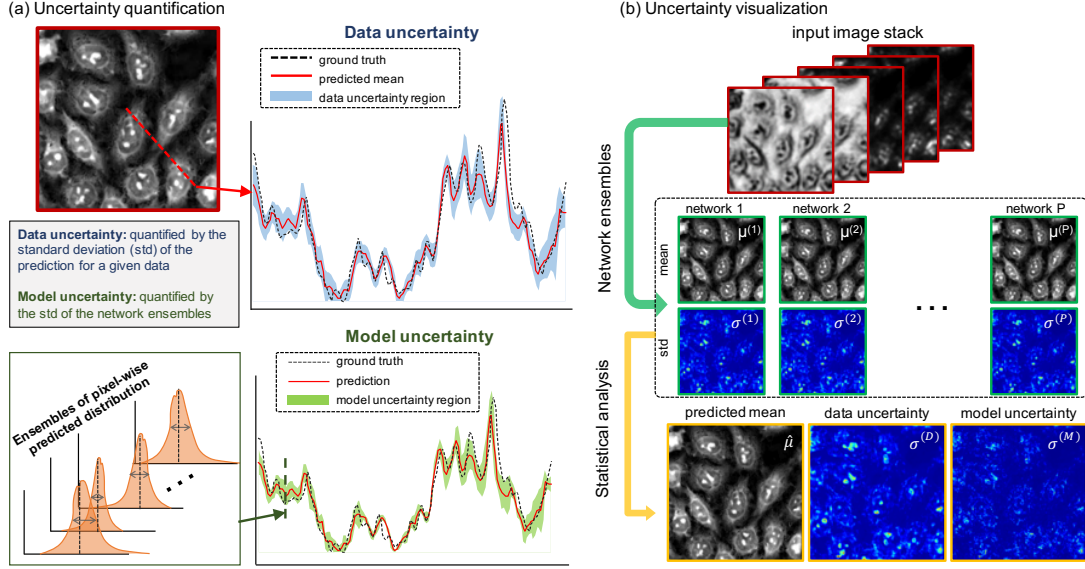 (a) Uncertainty quantification
Data uncertainty
ground truth
predicted mean
data uncertainty region
Data uncertainty: quantified by the
standard deviation (std) of the
prediction for a given data
Model uncertainty: quantified by
the std of the network ensembles
Model uncertainty
ground truth
prediction
model uncertainty region
Ensembles of pixel-wise
predicted distribution
...
(b) Uncertainty visualization
input image stack
Network ensembles
network 1
network 2
network P
mean
μ(1)
μ(2)
μ(P)
std
σ(1)
σ(2)
σ(P)
...
Statistical analysis
predicted mean
data uncertainty
model uncertainty
μ̂
σ(D)
σ(M)